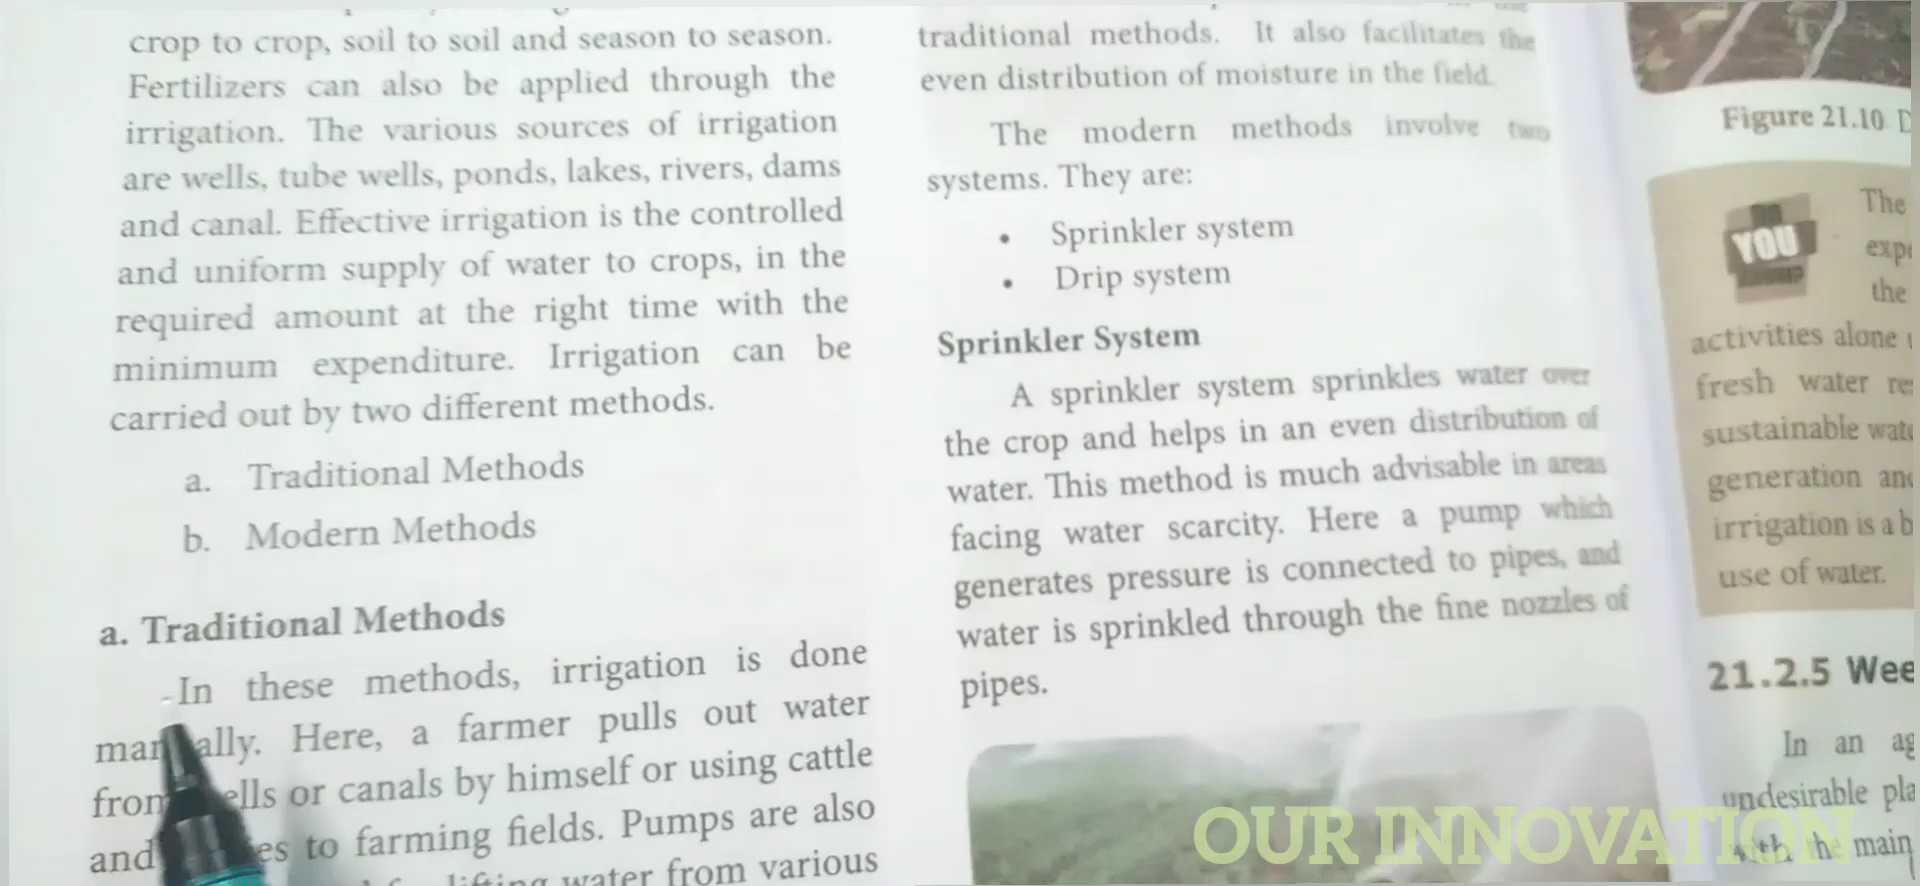 crop to crop, soil to soil and season to season.
Fertilizers can also be applied through the
irrigation. The various sources of irrigation
are wells, tube wells, ponds, lakes, rivers, dams
and canal. Effective irrigation is the controlled
and uniform supply of water to crops, in the
required amount at the right time with the
minimum expenditure. Irrigation can be
carried out by two different methods.
a. Traditional Methods
b. Modern Methods
a. Traditional Methods
In these methods, irrigation is done
Here, a farmer pulls out water
or canals by himself or using cattle
and to farming fields. Pumps are also
water from various
traditional methods. It also facilitates the
even distribution of moisture in the field.
The modern methods involve two
systems. They are:
• Sprinkler system
• Drip system
Sprinkler System
A sprinkler system sprinkles water over
the crop and helps in an even distribution of
water. This method is much advisable in areas
facing water scarcity. Here a pump which
generates pressure is connected to pipes, and
water is sprinkled through the fine nozzles of
pipes.
Figure 21.10
YOU
The
the
activities alone
fresh water
sustainable
generation
irrigation is a
use of water.
21.2.5
In an
undesirable
with the main
OUR INNOVATION